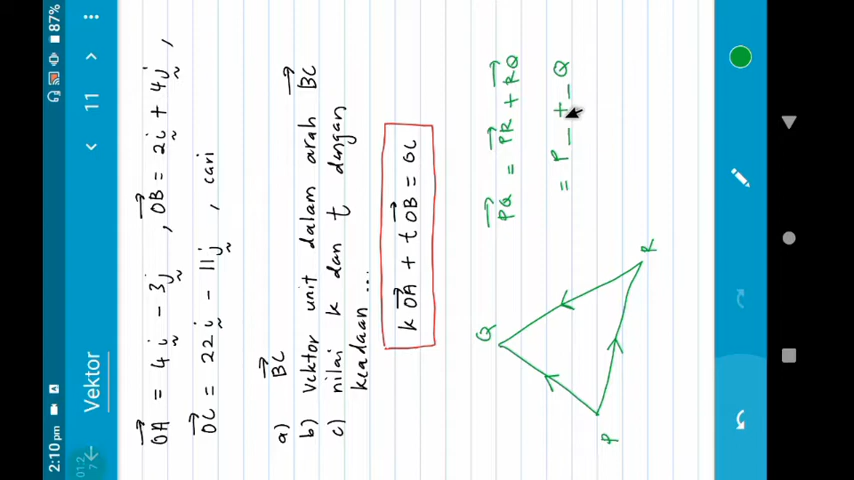 2:10 pm
87%
Vektor
11
→OA = 4i - 3j , →OB = 2i + 4j ,
→OC = 22i - 11j , cari
a) →BC
b) vektor unit dalam arah →BC
c) nilai k dan t dengan
keadaan ...
k →OA + t →OB = OC
→PQ = →PR + →RQ
= P _ + _ Q
Q
R
P